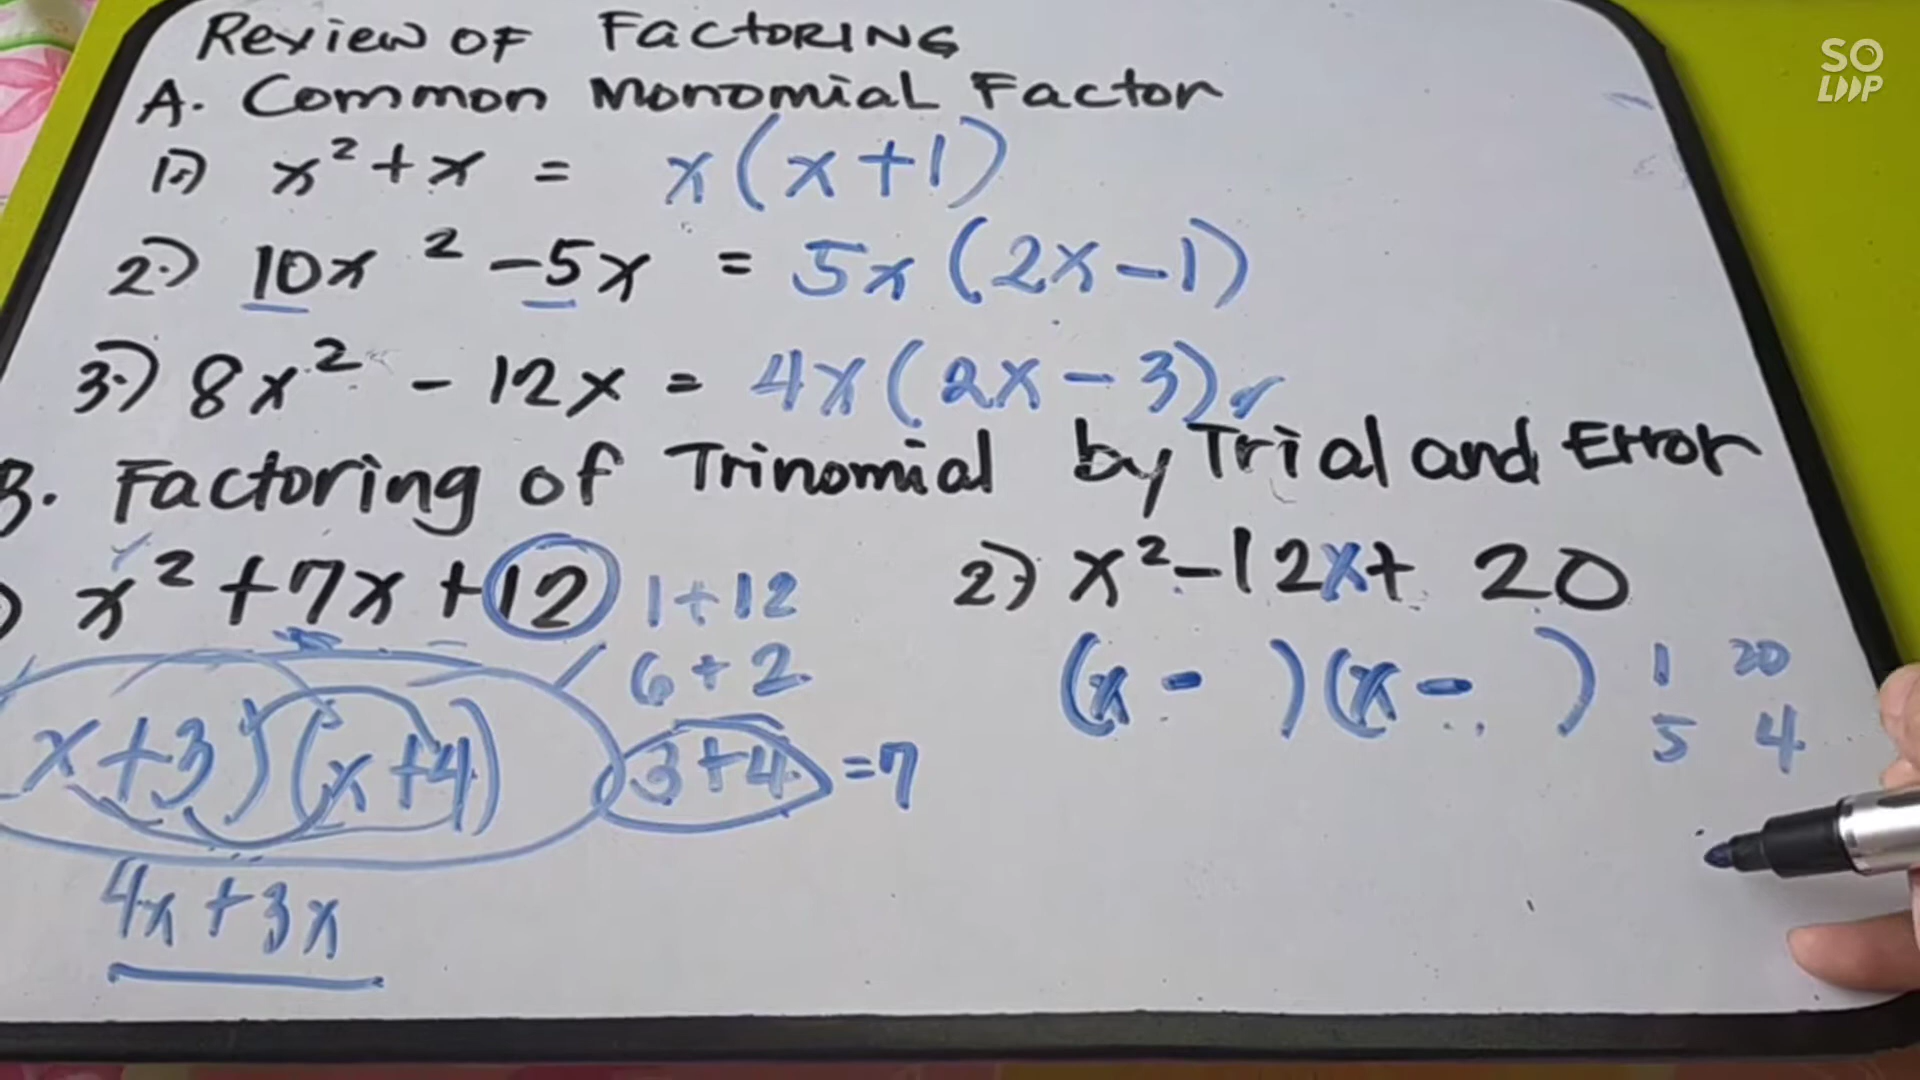 Review OF FACTORING
A. Common Monomial Factor
1.) x² + x = x(x+1)
2.) 10x² - 5x = 5x(2x-1)
3.) 8x² - 12x = 4x(2x-3)
B. Factoring of Trinomial by Trial and Error
) x² + 7x + 12
1 + 12
6 + 2
x+3)(x+4)
3+4 = 7
4x + 3x
2.) x² - 12x + 20
(x - )(x - )
1 20
5 4
SO
LOOP